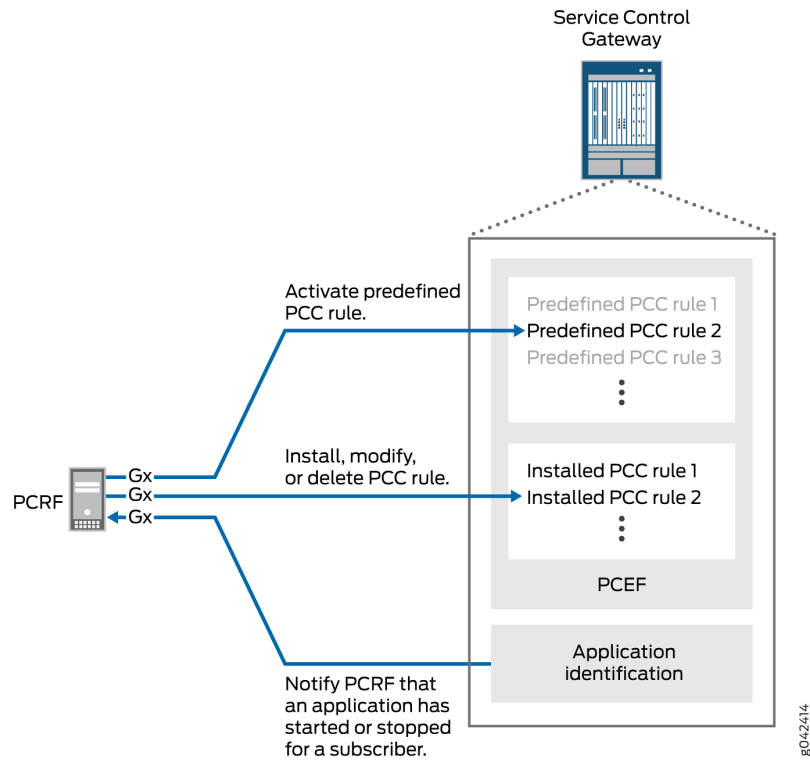 Service Control
Gateway
Activate predefined
PCC rule.
Predefined PCC rule 1
Predefined PCC rule 2
Predefined PCC rule 3
Install, modify,
or delete PCC rule.
Installed PCC rule 1
Installed PCC rule 2
PCRF
Gx
Gx
Gx
PCEF
Application
identification
Notify PCRF that
an application has
started or stopped
for a subscriber.
g042414